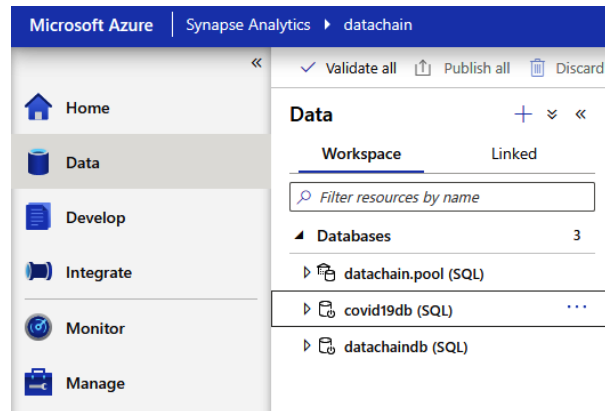 Microsoft Azure Synapse Analytics datachain
«
Validate all Publish all Discard
Home
Data
Develop
Integrate
Monitor
Manage
Data
Workspace Linked
Filter resources by name
Databases 3
datachain.pool (SQL)
covid19db (SQL) ...
datachaindb (SQL)